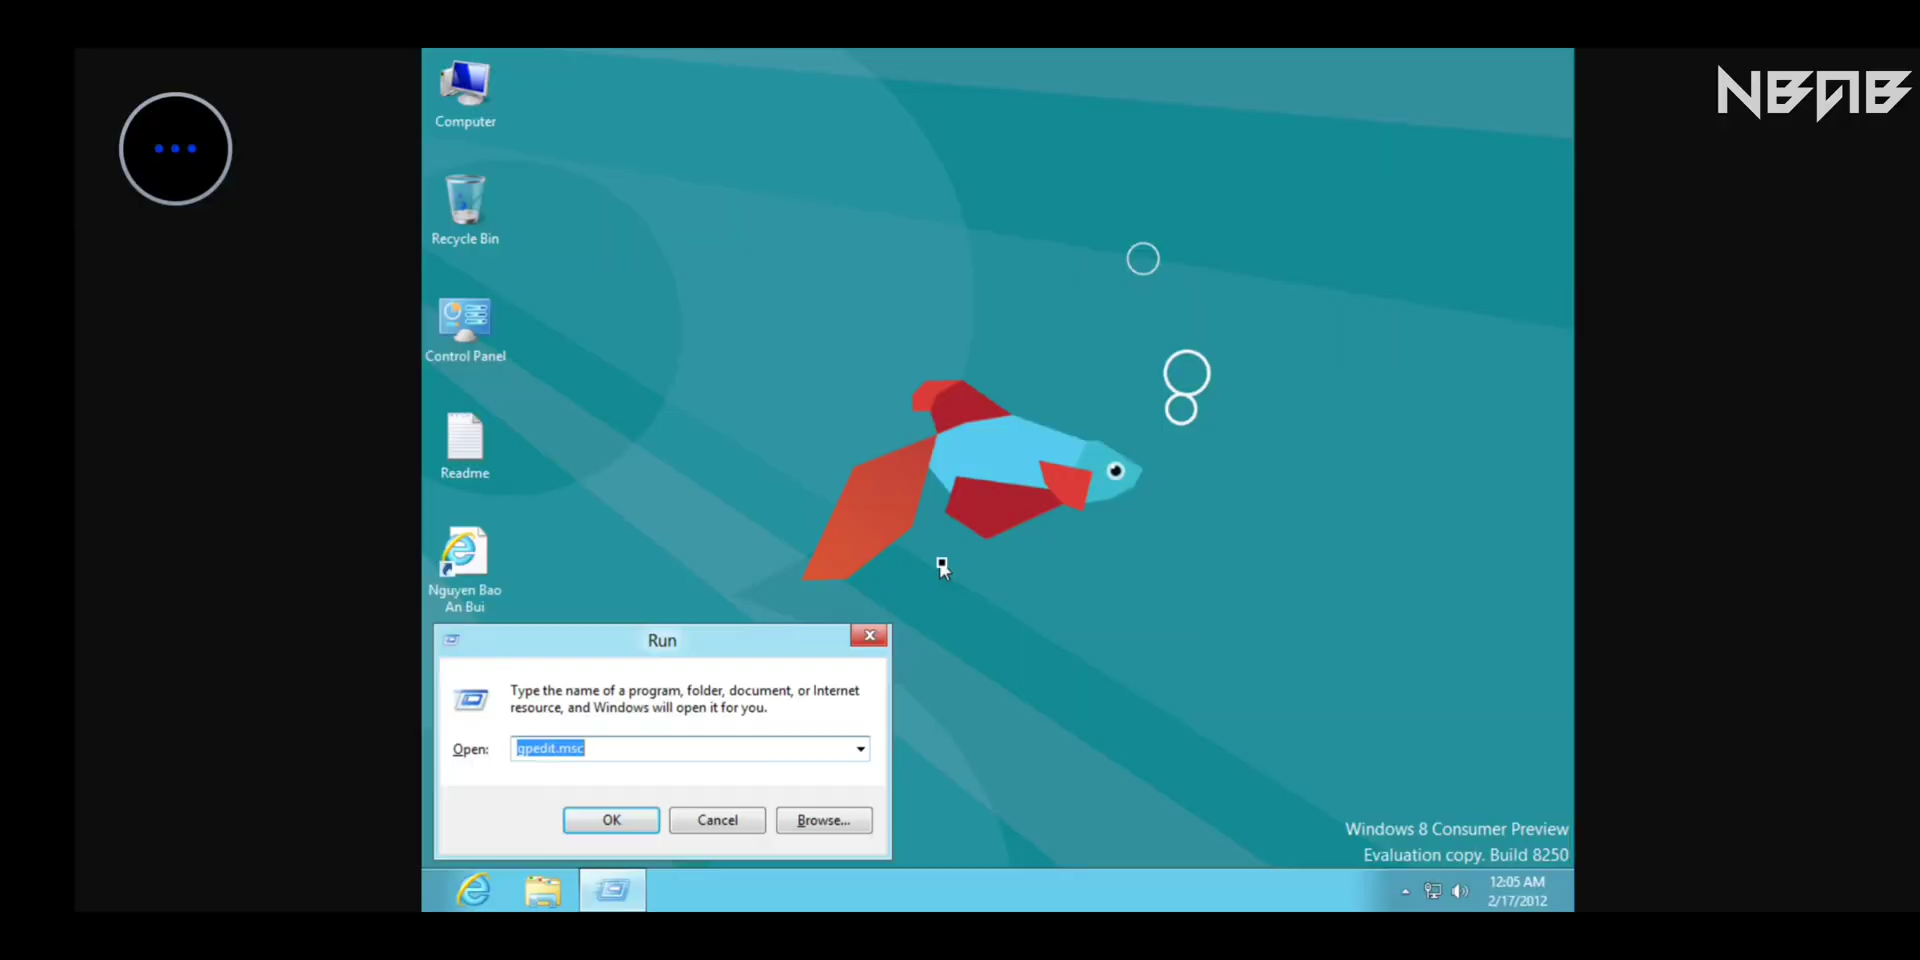 NBAB
Computer
Recycle Bin
Control Panel
Readme
Nguyen Bao
An Bui
Run
Type the name of a program, folder, document, or Internet
resource, and Windows will open it for you.
Open:
gpedit.msc
OK
Cancel
Browse...
Windows 8 Consumer Preview
Evaluation copy. Build 8250
12:05 AM
2/17/2012